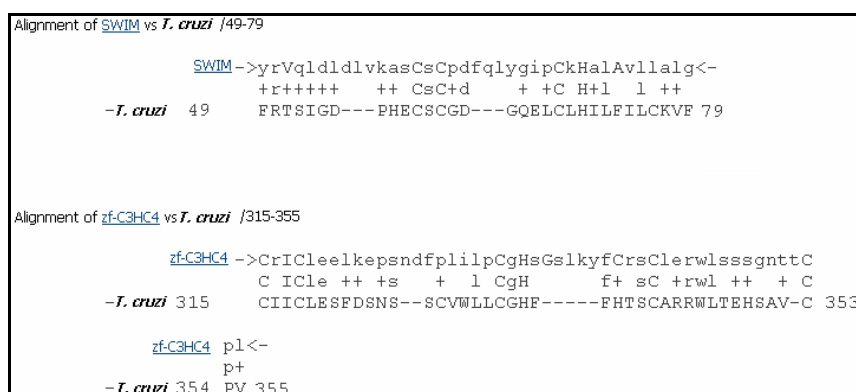 Alignment of SWIM vs T. cruzi /49-79
SWIM ->yrVqldldlvkasCsCpdfqlygipCkHalAvllalg<-
+r+++++ ++ CsC+d + +C H+l l ++
-T. cruzi 49 FRTSIGD---PHECSCGD---GQELCLHILFILCKVF 79
Alignment of zf-C3HC4 vs T. cruzi /315-355
zf-C3HC4 ->CrICleelkepsndfplilpCgHsGslkyfCrsClerwlsssgnttC
C ICle ++ +s + l CgH f+ sC +rwl ++ + C
-T. cruzi 315 CIICLESFDSNS--SCVWLLCGHF-----FHTSCARRWLTEHSAV-C 353
zf-C3HC4 pl<-
p+
-T. cruzi 354 PV 355